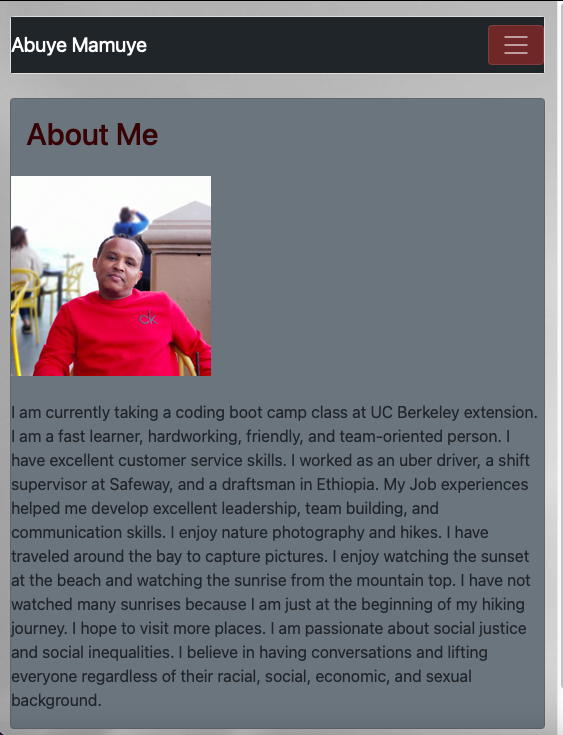 Abuye Mamuye
About Me
ck
I am currently taking a coding boot camp class at UC Berkeley extension.
I am a fast learner, hardworking, friendly, and team-oriented person. I
have excellent customer service skills. I worked as an uber driver, a shift
supervisor at Safeway, and a draftsman in Ethiopia. My Job experiences
helped me develop excellent leadership, team building, and
communication skills. I enjoy nature photography and hikes. I have
traveled around the bay to capture pictures. I enjoy watching the sunset
at the beach and watching the sunrise from the mountain top. I have not
watched many sunrises because I am just at the beginning of my hiking
journey. I hope to visit more places. I am passionate about social justice
and social inequalities. I believe in having conversations and lifting
everyone regardless of their racial, social, economic, and sexual
background.